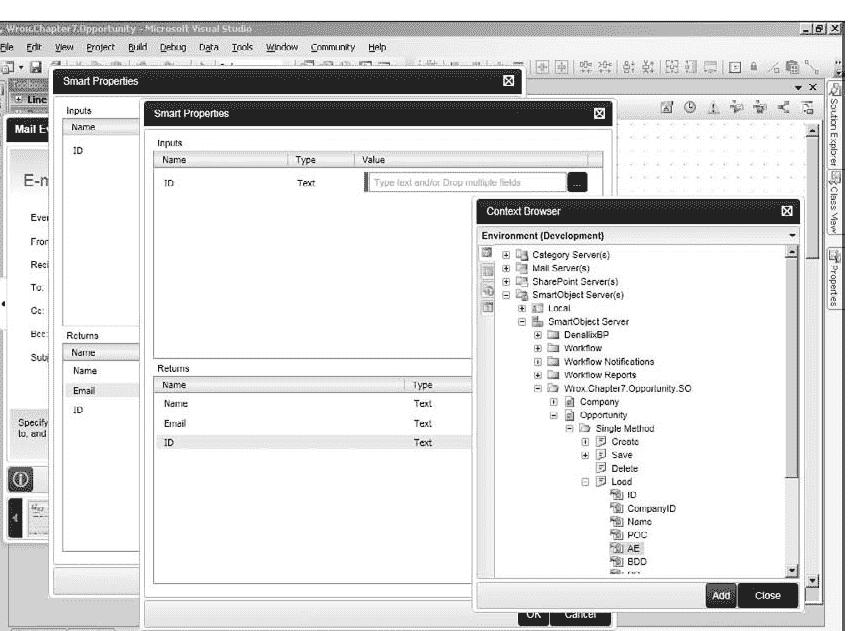 Wrox.Chapter7.Opportunity - Microsoft Visual Studio
File Edit View Project Build Debug Data Tools Window Community Help
Toolbox
Line
Smart Properties
Inputs
Name
ID
Returns
Name
Name
Email
ID
Mail Ev
E-m
Even
From
Reci
To:
Cc:
Bcc:
Subj
Specify
to, and
Smart Properties
Inputs
Name Type Value
ID Text Type text and/or Drop multiple fields ...
Returns
Name Type
Name Text
Email Text
ID Text
OK Cancel
Context Browser
Environment (Development)
Category Server(s)
Mail Server(s)
SharePoint Server(s)
SmartObject Server(s)
Local
SmartObject Server
DenallixBP
Workflow
Workflow Notifications
Workflow Reports
Wrox.Chapter7.Opportunity.SO
Company
Opportunity
Single Method
Create
Save
Delete
Load
ID
CompanyID
Name
POC
AE
BDD
Add Close
Solution Explorer
Class View
Properties